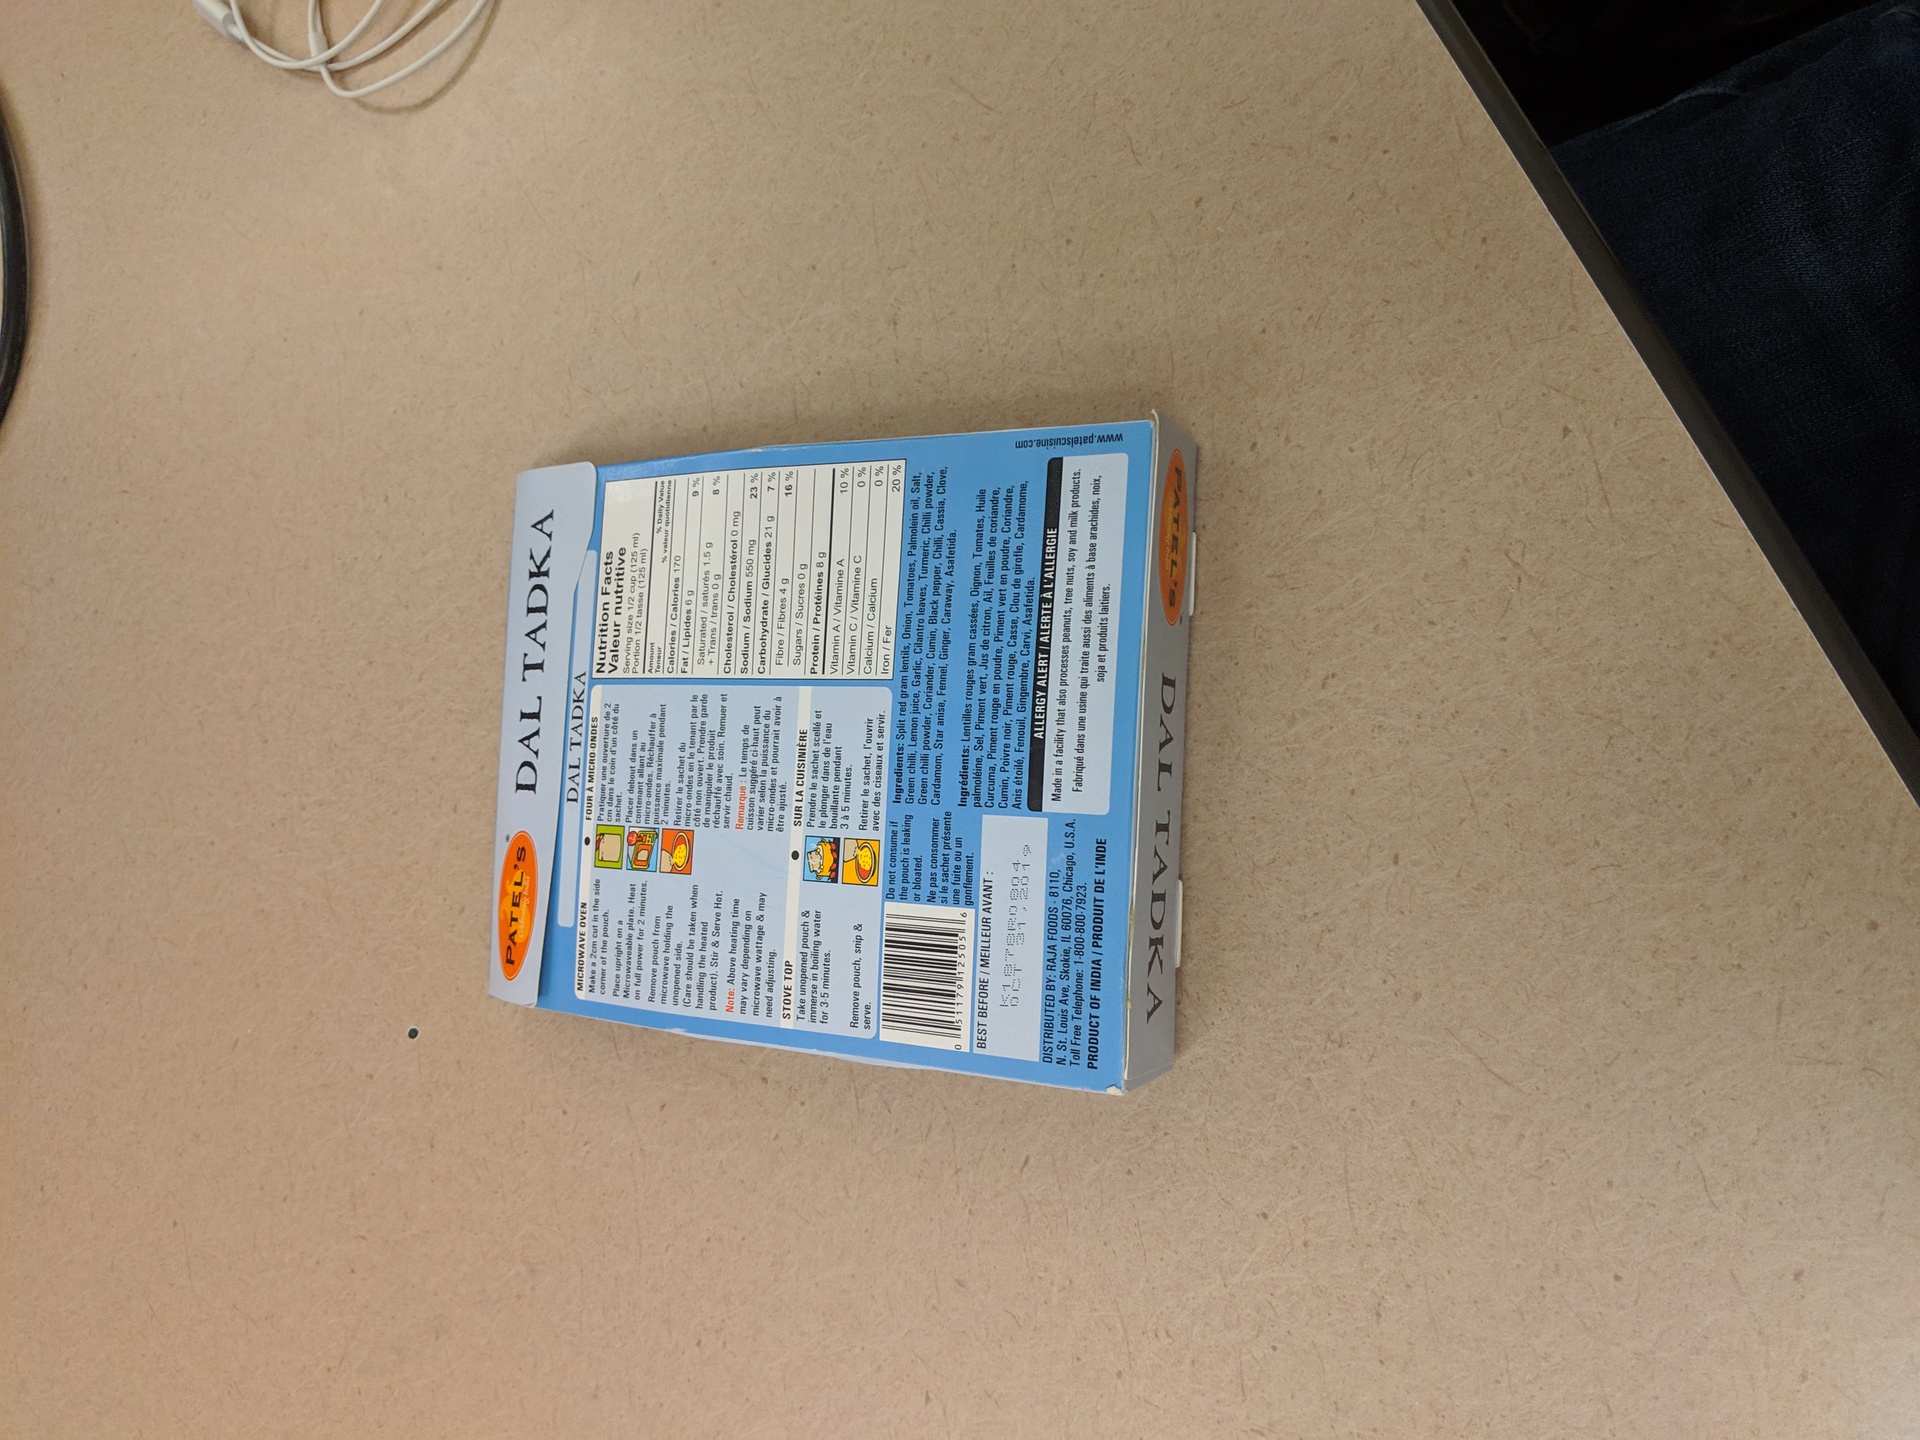 PATEL'S
Celebrating India
DAL TADKA
DAL TADKA
MICROWAVE OVEN
Make a 2cm cut in the side
corner of the pouch.
Place upright on a
Microwaveable plate. Heat
on full power for 2 minutes.
Remove pouch from
microwave holding the
unopened side.
(Care should be taken when
handling the heated
product). Stir & Serve Hot.
Note: Above heating time
may vary depending on
microwave wattage & may
need adjusting.
FOUR À MICRO-ONDES
Pratiquer une ouverture de 2
cm dans le coin d'un côté du
sachet.
Placer debout dans un
contenant allant au
micro-ondes. Réchauffer à
puissance maximale pendant
2 minutes.
Retirer le sachet du
micro-ondes en le tenant par le
côté non ouvert. Prendre garde
de manipuler le produit
réchauffé avec soin. Remuer et
servir chaud.
Remarque : Le temps de
cuisson suggéré ci-haut peut
varier selon la puissance du
micro-ondes et pourrait avoir à
être ajusté.
STOVE TOP
Take unopened pouch &
immerse in boiling water
for 3-5 minutes.
Remove pouch, snip &
serve.
SUR LA CUISINIÈRE
Prendre le sachet scellé et
le plonger dans de l'eau
bouillante pendant
3 à 5 minutes.
Retirer le sachet, l'ouvrir
avec des ciseaux et servir.
Nutrition Facts
Valeur nutritive
Serving size 1/2 cup (125 ml)
Portion 1/2 tasse (125 ml)
Amount % Daily Value
Teneur % valeur quotidienne
Calories / Calories 170
Fat / Lipides 6 g 9 %
Saturated / saturés 1.5 g
+ Trans / trans 0 g 8 %
Cholesterol / Cholestérol 0 mg
Sodium / Sodium 550 mg 23 %
Carbohydrate / Glucides 21 g 7 %
Fibre / Fibres 4 g 16 %
Sugars / Sucres 0 g
Protein / Protéines 8 g
Vitamin A / Vitamine A 10 %
Vitamin C / Vitamine C 0 %
Calcium / Calcium 0 %
Iron / Fer 20 %
0 51179 12505 6
Do not consume if
the pouch is leaking
or bloated.
Ne pas consommer
si le sachet présente
une fuite ou un
gonflement.
BEST BEFORE / MEILLEUR AVANT :
K1878R0804
OCT 31,2019
DISTRIBUTED BY: RAJA FOODS - 8110,
N. St. Louis Ave, Skokie, IL 60076, Chicago, U.S.A.
Toll Free Telephone: 1-800-800-7923.
PRODUCT OF INDIA / PRODUIT DE L'INDE
Ingredients: Split red gram lentils, Onion, Tomatoes, Palmolein oil, Salt,
Green chilli, Lemon juice, Garlic, Cilantro leaves, Turmeric, Chilli powder,
Green chilli powder, Coriander, Cumin, Black pepper, Chilli, Cassia, Clove,
Cardamom, Star anise, Fennel, Ginger, Caraway, Asafetida.
Ingrédients: Lentilles rouges gram cassées, Oignon, Tomates, Huile
palmoléine, Sel, Piment vert, Jus de citron, Ail, Feuilles de coriandre,
Curcuma, Piment rouge en poudre, Piment vert en poudre, Coriandre,
Cumin, Poivre noir, Piment rouge, Casse, Clou de girofle, Cardamome,
Anis étoilé, Fenouil, Gingembre, Carvi, Asafetida.
ALLERGY ALERT / ALERTE À L'ALLERGIE
Made in a facility that also processes peanuts, tree nuts, soy and milk products.
Fabriqué dans une usine qui traite aussi des aliments à base arachides, noix,
soja et produits laitiers.
www.patelscuisine.com
DAL TADKA
PATEL'S